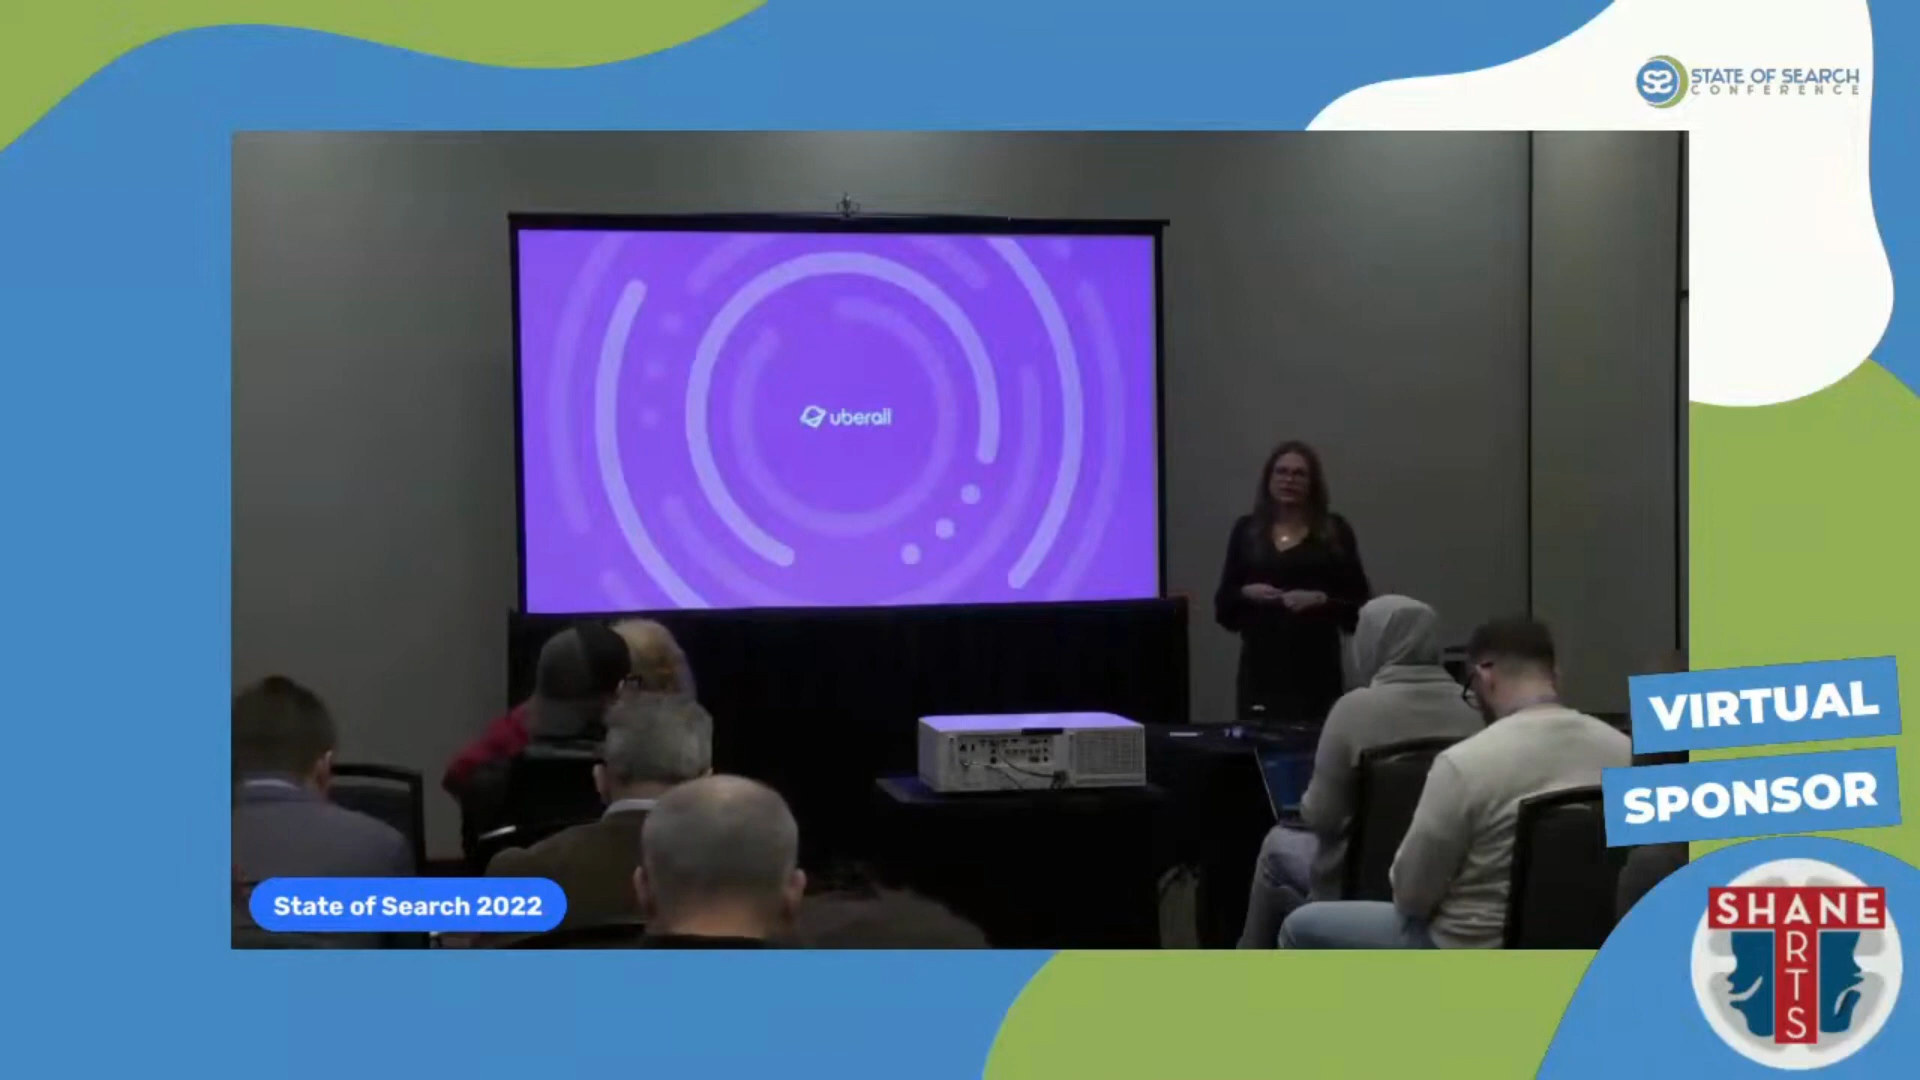 STATE OF SEARCH
CONFERENCE
uberall
VIRTUAL
SPONSOR
State of Search 2022
SHANE
ARTS